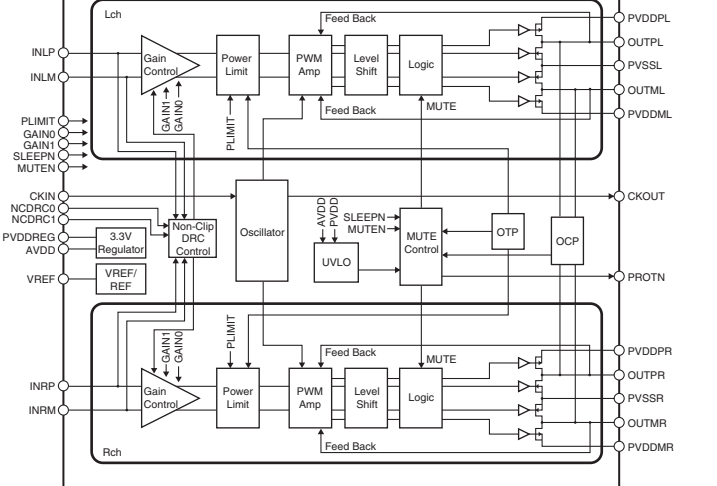 Lch
Feed Back
PVDDPL
INLP
Gain
Control
Power
Limit
PWM
Amp
Level
Shift
Logic
OUTPL
PVSSL
INLM
OUTML
GAIN1
GAIN0
PLIMIT
Feed Back
MUTE
PVDDML
PLIMIT
GAIN0
GAIN1
SLEEPN
MUTEN
CKIN
CKOUT
NCDRC0
NCDRC1
PVDDREG
AVDD
3.3V
Regulator
VREF
VREF/
REF
Non-Clip
DRC
Control
Oscillator
AVDD
PVDD
UVLO
SLEEPN
MUTEN
MUTE
Control
OTP
OCP
PROTN
GAIN1
GAIN0
PLIMIT
Feed Back
MUTE
PVDDPR
INRP
Gain
Control
Power
Limit
PWM
Amp
Level
Shift
Logic
OUTPR
PVSSR
INRM
OUTMR
Feed Back
PVDDMR
Rch